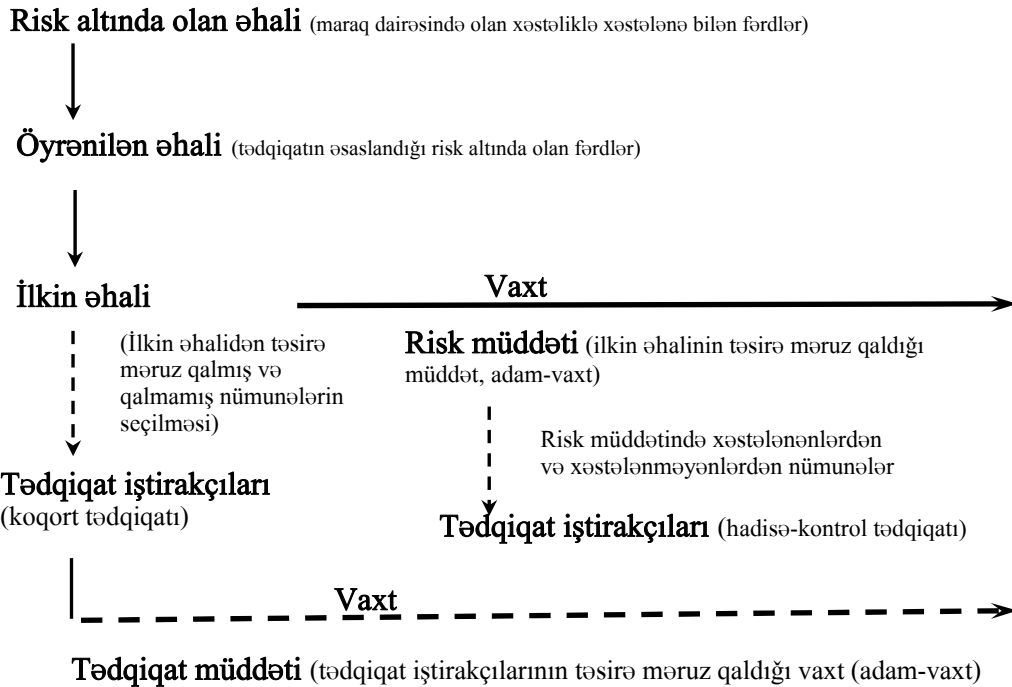 Risk altında olan əhali (maraq dairəsində olan xəstəliklə xəstələnə bilən fərdlər)
Öyrənilən əhali (tədqiqatın əsaslandığı risk altında olan fərdlər)
İlkin əhali
Vaxt
(İlkin əhalidən təsirə
məruz qalmış və
qalmamış nümunələrin
seçilməsi)
Risk müddəti (ilkin əhalinin təsirə məruz qaldığı
müddət, adam-vaxt)
Risk müddətində xəstələnənlərdən
və xəstələnməyənlərdən nümunələr
Tədqiqat iştirakçıları
(koqort tədqiqatı)
Tədqiqat iştirakçıları (hadisə-kontrol tədqiqatı)
Vaxt
Tədqiqat müddəti (tədqiqat iştirakçılarının təsirə məruz qaldığı vaxt (adam-vaxt)